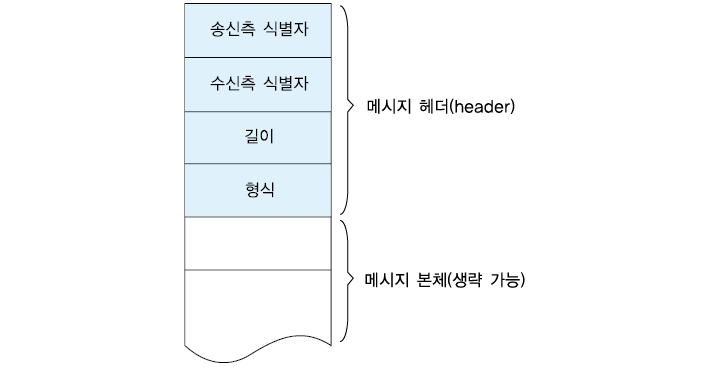 송신측 식별자
수신측 식별자
길이
형식
메시지 헤더(header)
메시지 본체(생략 가능)